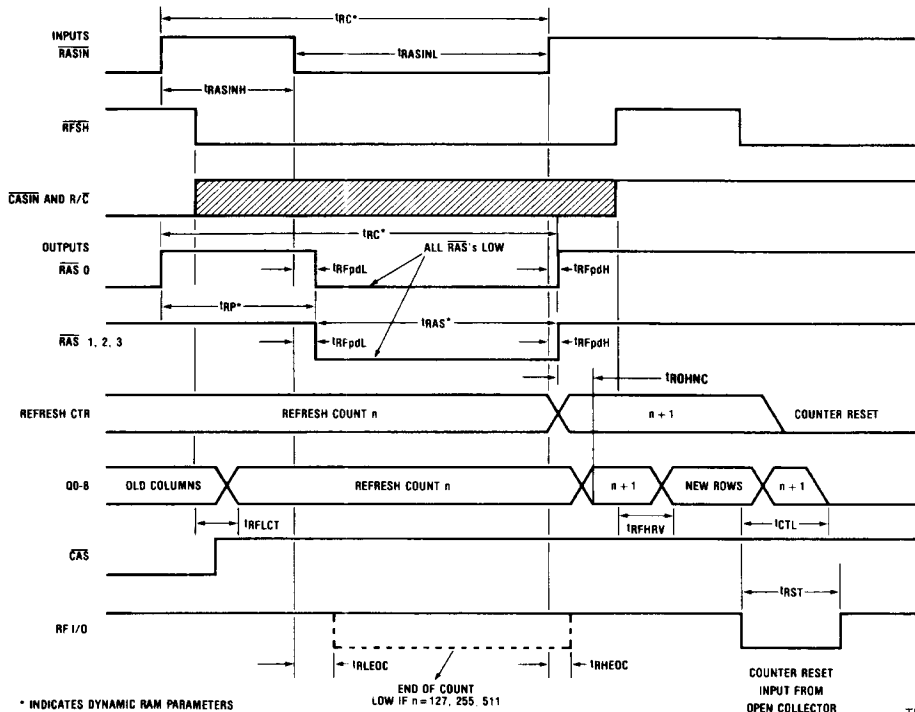 tRC*
INPUTS
RASIN
tRASINL
tRASINH
RFSH
CASIN AND R/C
tRC*
OUTPUTS
ALL RAS's LOW
RAS 0
tRFpdL
tRFpdH
tRP*
tRAS*
RAS 1, 2, 3
tRFpdL
tRFpdH
tROHNC
REFRESH CTR
REFRESH COUNT n
n + 1
COUNTER RESET
Q0-8
OLD COLUMNS
REFRESH COUNT n
n + 1
NEW ROWS
n + 1
tRFLCT
tRFHRV
tCTL
CAS
tRST
RF I/O
tRLEOC
tRHEOC
END OF COUNT
LOW IF n = 127, 255, 511
COUNTER RESET
INPUT FROM
OPEN COLLECTOR
* INDICATES DYNAMIC RAM PARAMETERS